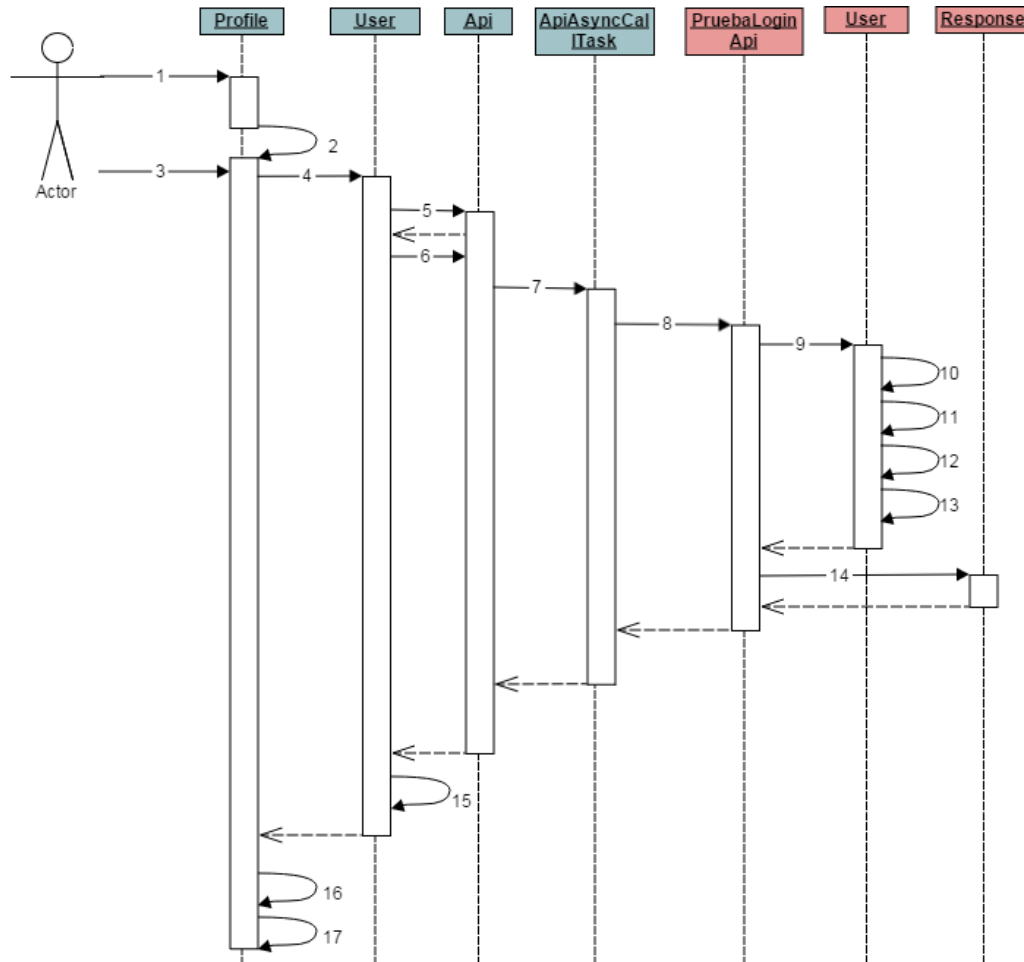 Profile
User
Api
ApiAsyncCal
lTask
PruebaLogin
Api
User
Response
1
2
3
Actor
4
5
6
7
8
9
10
11
12
13
14
15
16
17